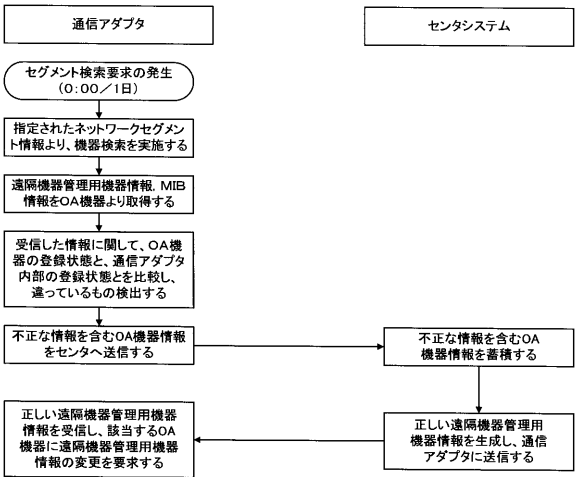 通信アダプタ
センタシステム
セグメント検索要求の発生
(0:00／1日)
指定されたネットワークセグメン
ト情報より、機器検索を実施する
遠隔機器管理用機器情報，MIB
情報をOA機器より取得する
受信した情報に関して、OA機
器の登録状態と、通信アダプタ
内部の登録状態とを比較し、
違っているもの検出する
不正な情報を含むOA機器情報
をセンタへ送信する
不正な情報を含むOA
機器情報を蓄積する
正しい遠隔機器管理用機器
情報を受信し、該当するOA
機器に遠隔機器管理用機器
情報の変更を要求する
正しい遠隔機器管理用
機器情報を生成し、通信
アダプタに送信する